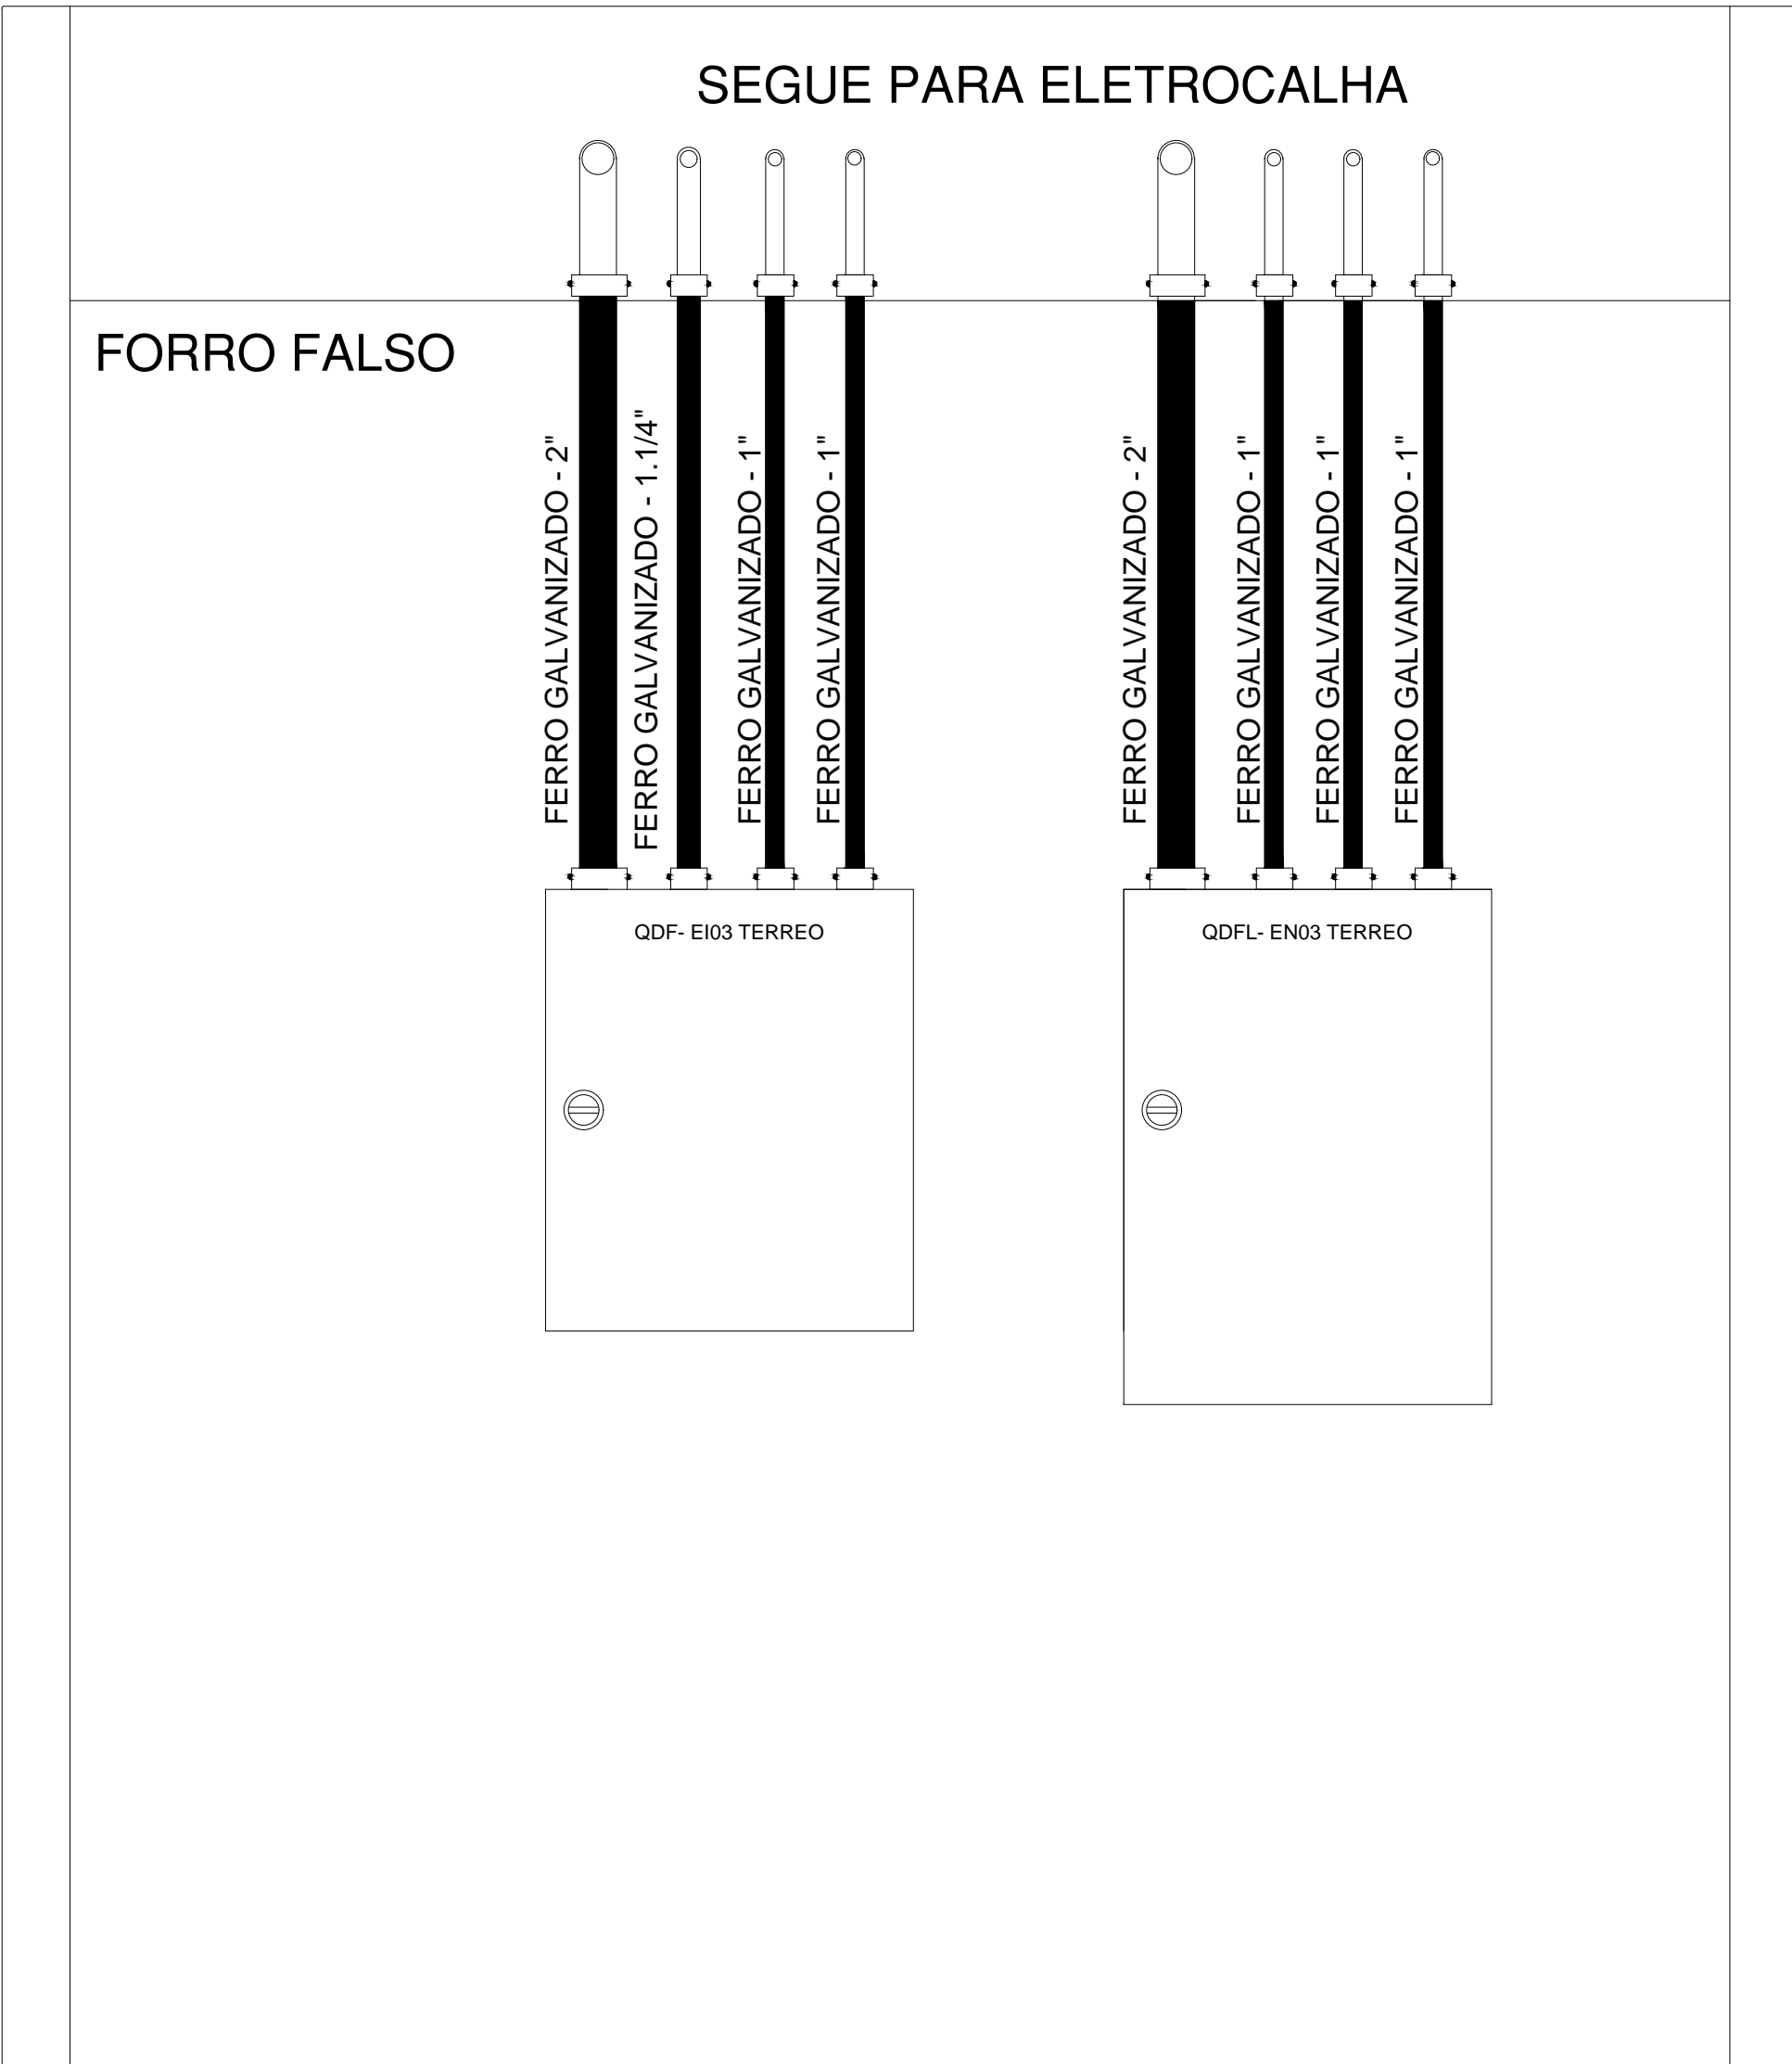 SEGUE PARA ELETROCALHA
FORRO FALSO
FERRO GALVANIZADO - 2"
FERRO GALVANIZADO - 1.1/4"
FERRO GALVANIZADO - 1"
FERRO GALVANIZADO - 1"
FERRO GALVANIZADO - 2"
FERRO GALVANIZADO - 1"
FERRO GALVANIZADO - 1"
FERRO GALVANIZADO - 1"
QDF- EI03 TERREO
QDFL- EN03 TERREO